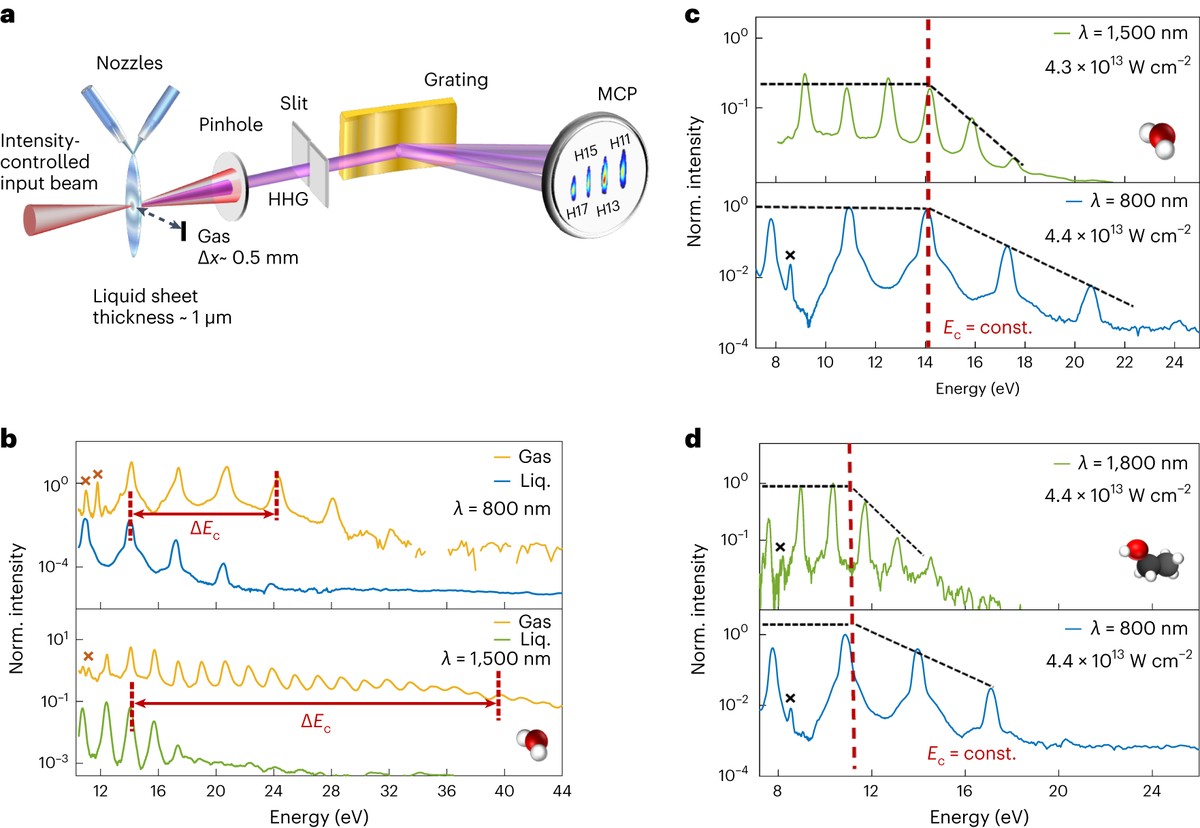 a
Nozzles
Intensity-
controlled
input beam
Pinhole
Slit
Grating
MCP
HHG
H15 H11
H17 H13
Gas
Δx~ 0.5 mm
Liquid sheet
thickness ~ 1 μm
b
Norm. intensity
10⁰
10⁻⁴
Gas
Liq.
λ = 800 nm
ΔE_c
10¹
10⁻¹
10⁻³
Gas
Liq.
λ = 1,500 nm
ΔE_c
12 16 20 24 28 32 36 40 44
Energy (eV)
c
Norm. intensity
10⁰
10⁻¹
λ = 1,500 nm
4.3 × 10¹³ W cm⁻²
10⁰
10⁻²
10⁻⁴
λ = 800 nm
4.4 × 10¹³ W cm⁻²
E_c = const.
8 10 12 14 16 18 20 22 24
Energy (eV)
d
Norm. intensity
10⁰
10⁻¹
λ = 1,800 nm
4.4 × 10¹³ W cm⁻²
10⁰
10⁻²
10⁻⁴
λ = 800 nm
4.4 × 10¹³ W cm⁻²
E_c = const.
8 12 16 20 24
Energy (eV)